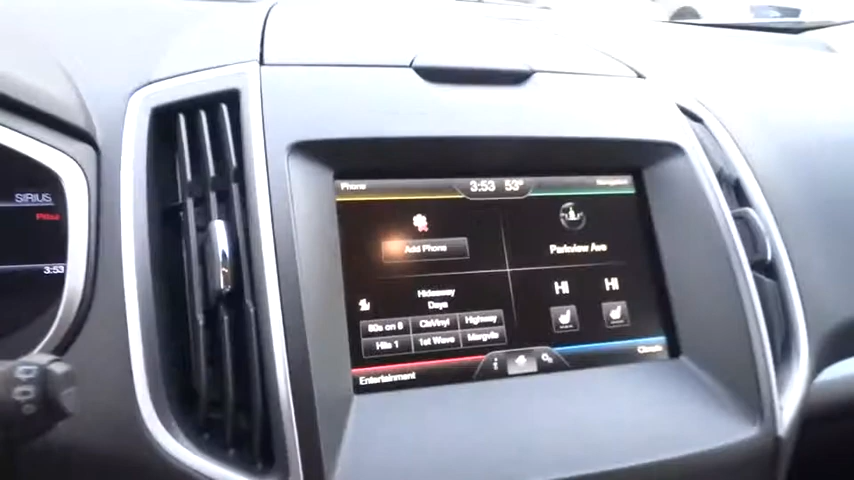 SIRIUS
3:53
Phone
3:53 53°
Navigation
Add Phone
Parkview Ave
Hideaway
Daya
HI HI
80s on 8 ClsVinyl Highway
Hits 1 1st Wave Margvlle
Entertainment
Climate